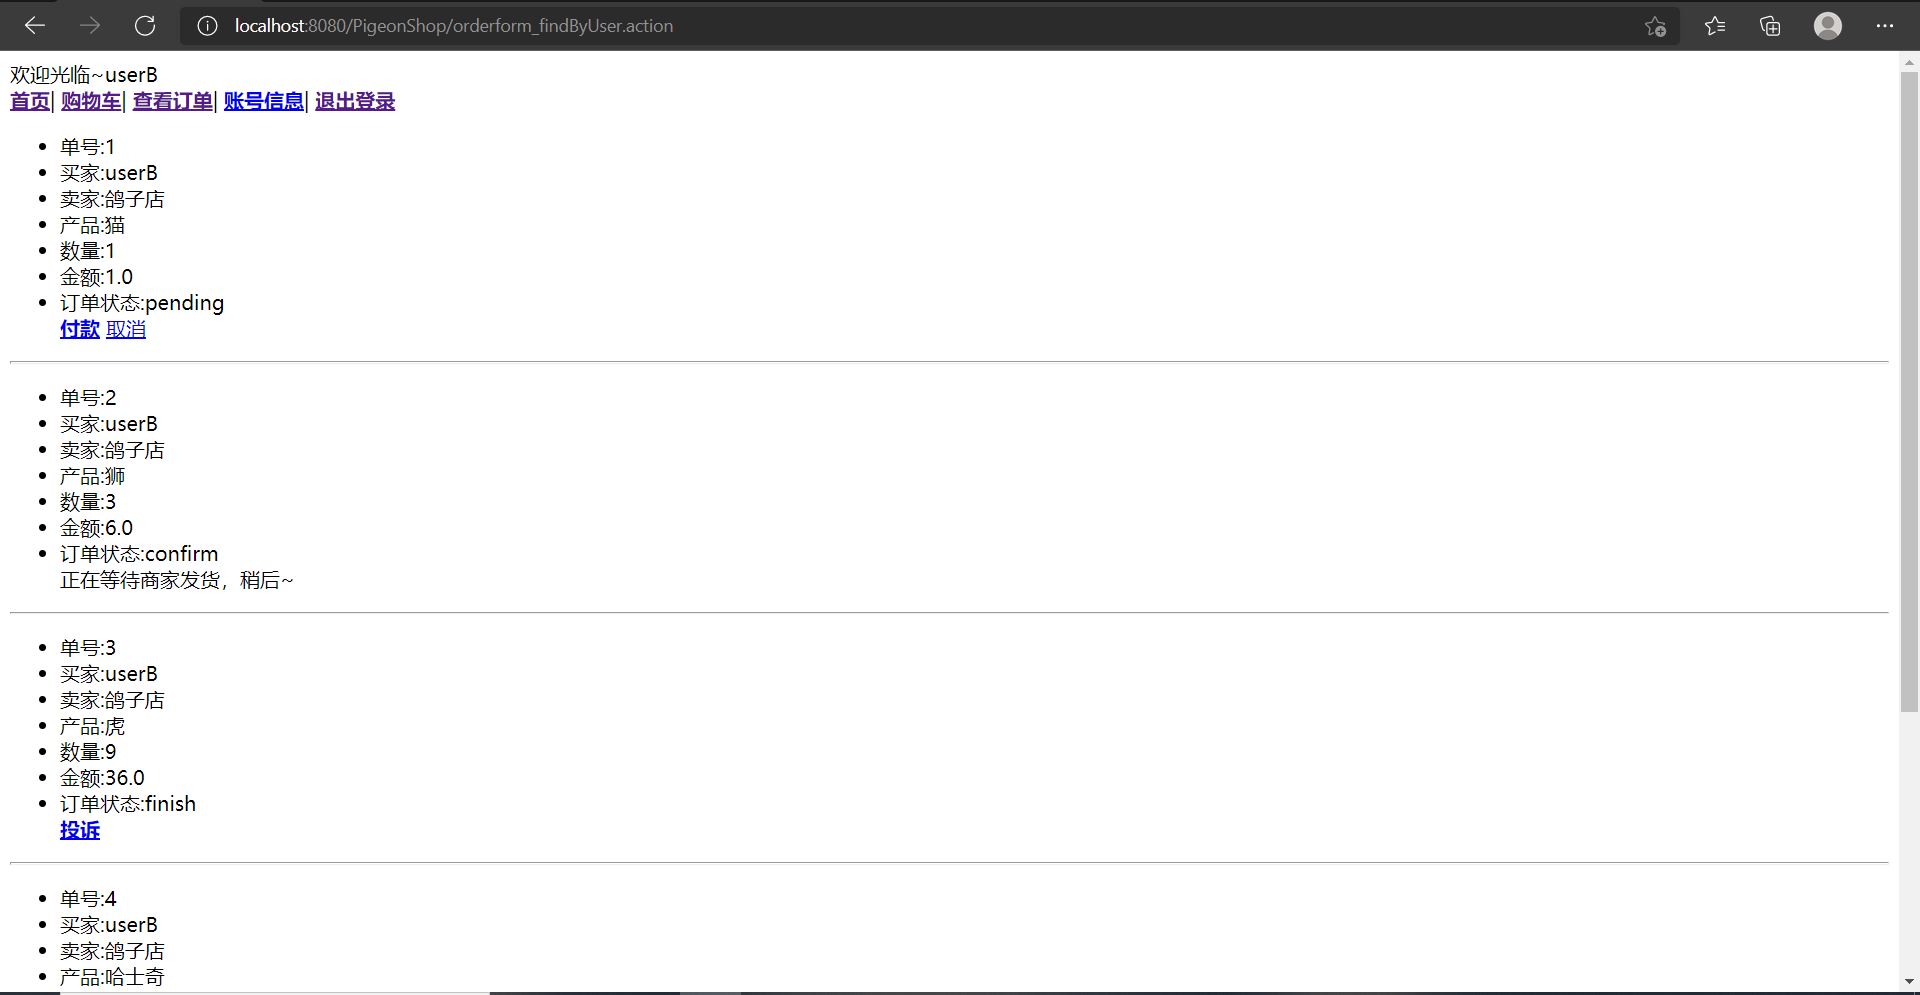 localhost:8080/PigeonShop/orderform_findByUser.action
欢迎光临~userB
首页| 购物车| 查看订单| 账号信息| 退出登录
单号:1
买家:userB
卖家:鸽子店
产品:猫
数量:1
金额:1.0
订单状态:pending
付款 取消
单号:2
买家:userB
卖家:鸽子店
产品:狮
数量:3
金额:6.0
订单状态:confirm
正在等待商家发货，稍后~
单号:3
买家:userB
卖家:鸽子店
产品:虎
数量:9
金额:36.0
订单状态:finish
投诉
单号:4
买家:userB
卖家:鸽子店
产品:哈士奇